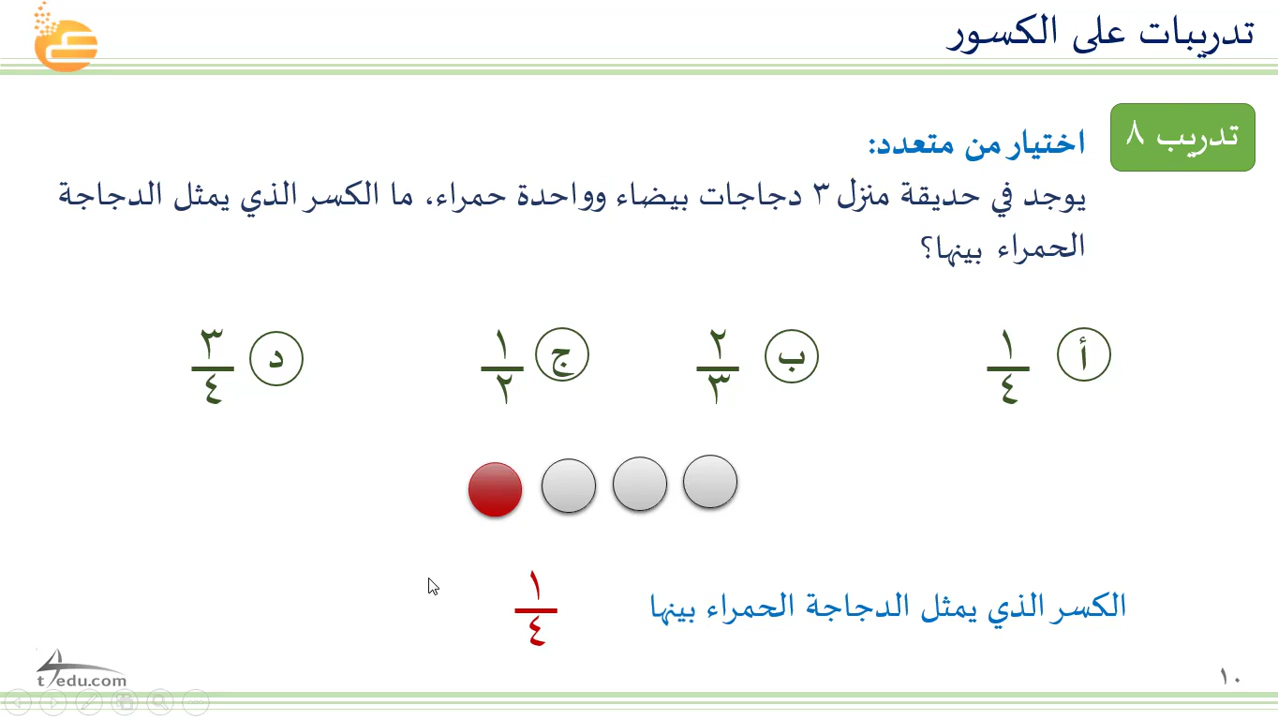 تدريبات على الكسور
تدريب ٨
اختيار من متعدد:
يوجد في حديقة منزل ٣ دجاجات بيضاء وواحدة حمراء، ما الكسر الذي يمثل الدجاجة
الحمراء بينها؟
أ ١/٤ ب ٢/٣ ج ١/٢ د ٣/٤
الكسر الذي يمثل الدجاجة الحمراء بينها ١/٤
t4edu.com
١٠